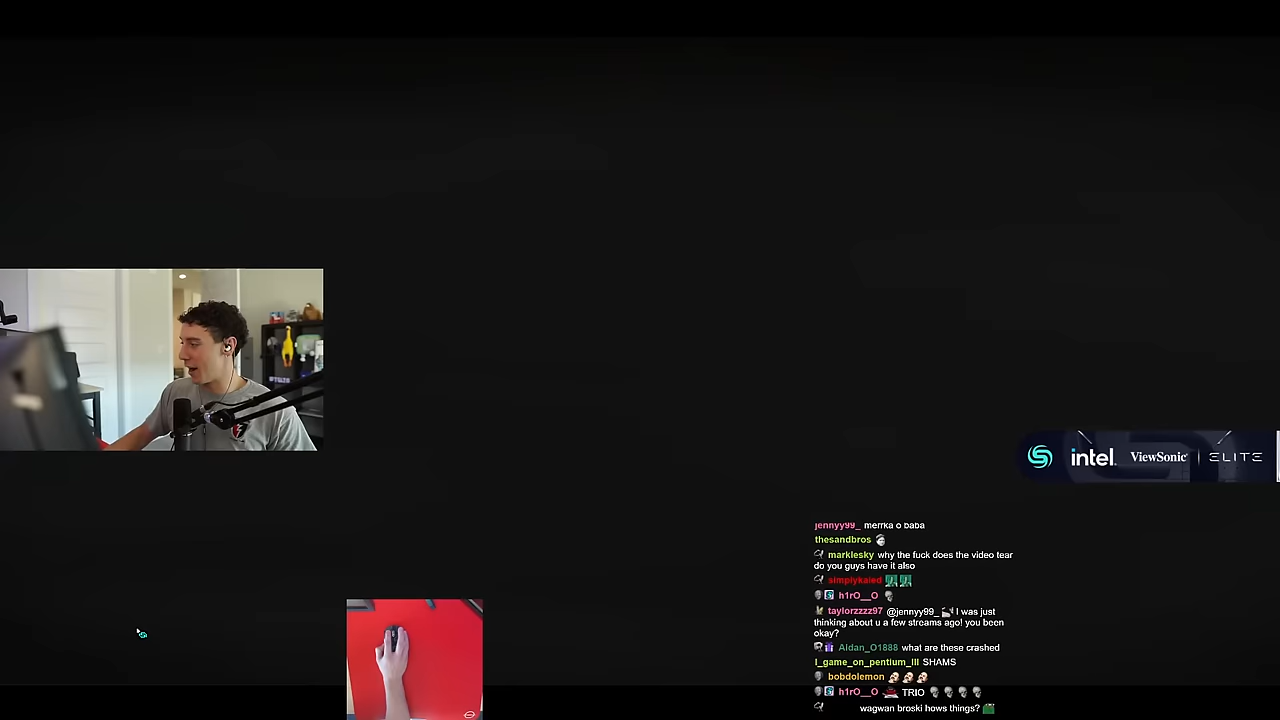 intel ViewSonic ELITE
jennyy99_ merrka o baba
thesandbros
marklesky why the fuck does the video tear
do you guys have it also
simplykaled
h1rO__O
taylorzzzz97 @jennyy99_ I was just
thinking about u a few streams ago! you been
okay?
Aldan_O1888 what are these crashed
I_game_on_pentium_III SHAMS
bobdolemon
h1rO__O TRIO
wagwan broski hows things?